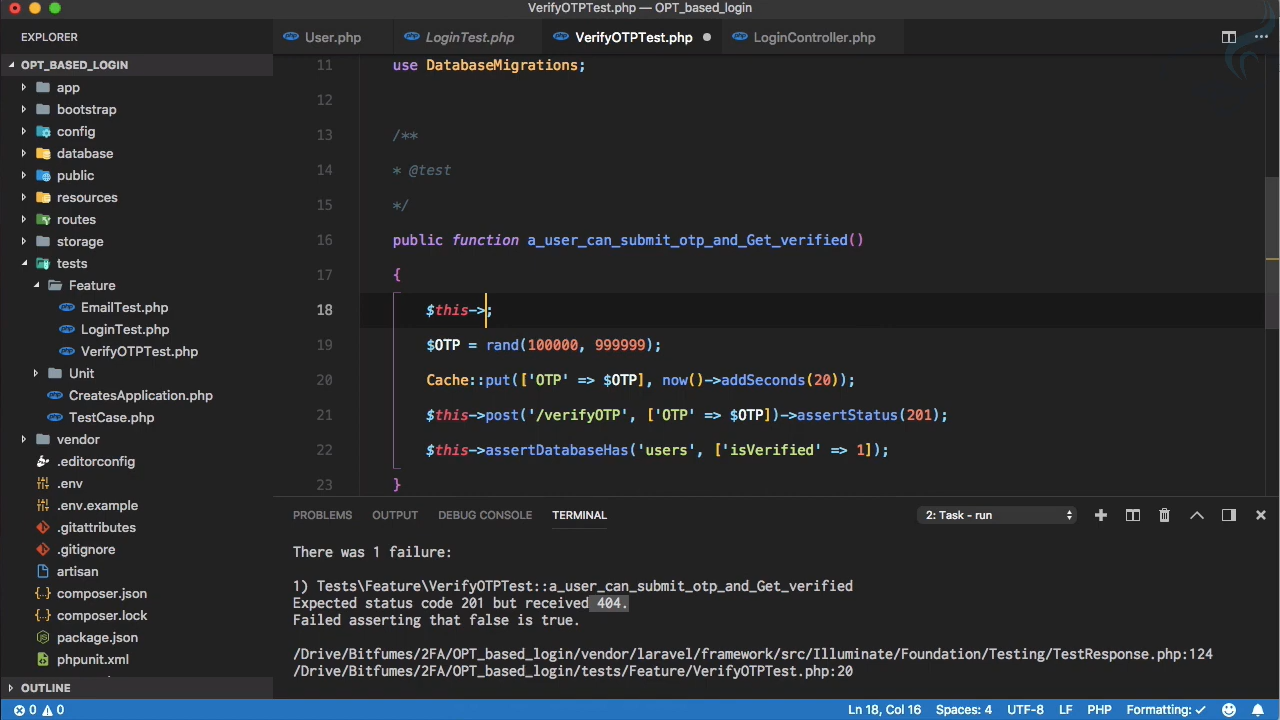 VerifyOTPTest.php — OPT_based_login
EXPLORER
User.php
LoginTest.php
VerifyOTPTest.php
LoginController.php
OPT_BASED_LOGIN
app
bootstrap
config
database
public
resources
routes
storage
tests
Feature
EmailTest.php
LoginTest.php
VerifyOTPTest.php
Unit
CreatesApplication.php
TestCase.php
vendor
.editorconfig
.env
.env.example
.gitattributes
.gitignore
artisan
composer.json
composer.lock
package.json
phpunit.xml
OUTLINE
11 use DatabaseMigrations;
12
13 /**
14 * @test
15 */
16 public function a_user_can_submit_otp_and_Get_verified()
17 {
18 $this->;
19 $OTP = rand(100000, 999999);
20 Cache::put(['OTP' => $OTP], now()->addSeconds(20));
21 $this->post('/verifyOTP', ['OTP' => $OTP])->assertStatus(201);
22 $this->assertDatabaseHas('users', ['isVerified' => 1]);
23 }
PROBLEMS OUTPUT DEBUG CONSOLE TERMINAL 2: Task - run
There was 1 failure:
1) Tests\Feature\VerifyOTPTest::a_user_can_submit_otp_and_Get_verified
Expected status code 201 but received 404.
Failed asserting that false is true.
/Drive/Bitfumes/2FA/OPT_based_login/vendor/laravel/framework/src/Illuminate/Foundation/Testing/TestResponse.php:124
/Drive/Bitfumes/2FA/OPT_based_login/tests/Feature/VerifyOTPTest.php:20
0 0 Ln 18, Col 16 Spaces: 4 UTF-8 LF PHP Formatting: ✓